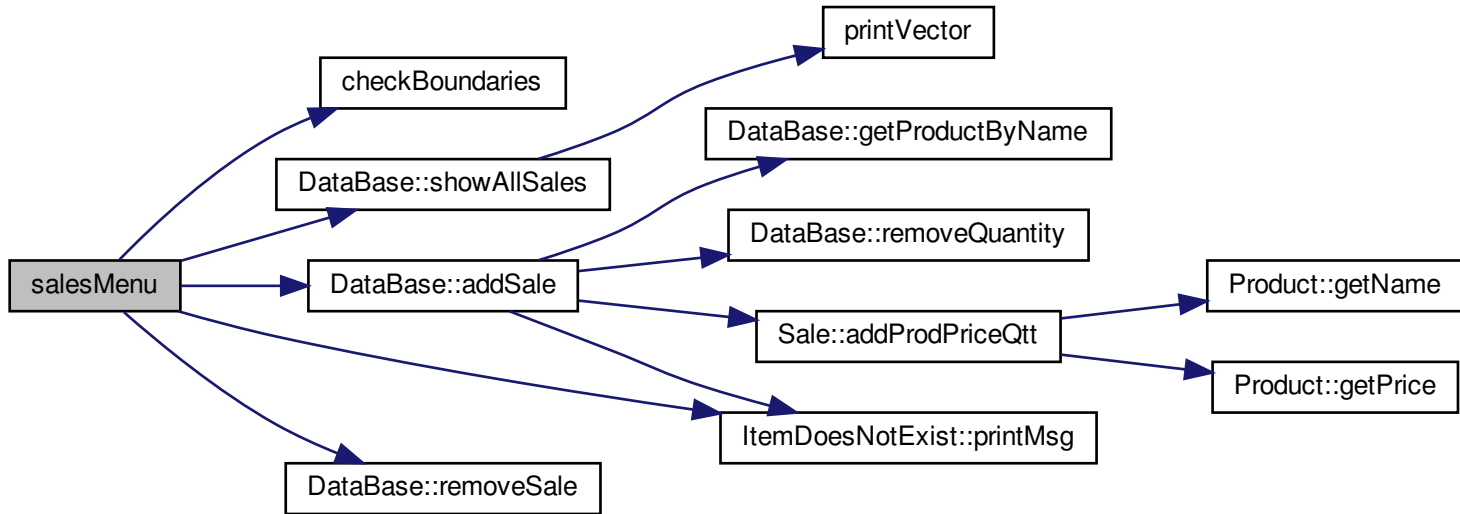 printVector
checkBoundaries
DataBase::getProductByName
DataBase::showAllSales
DataBase::removeQuantity
salesMenu
DataBase::addSale
Product::getName
Sale::addProdPriceQtt
Product::getPrice
ItemDoesNotExist::printMsg
DataBase::removeSale